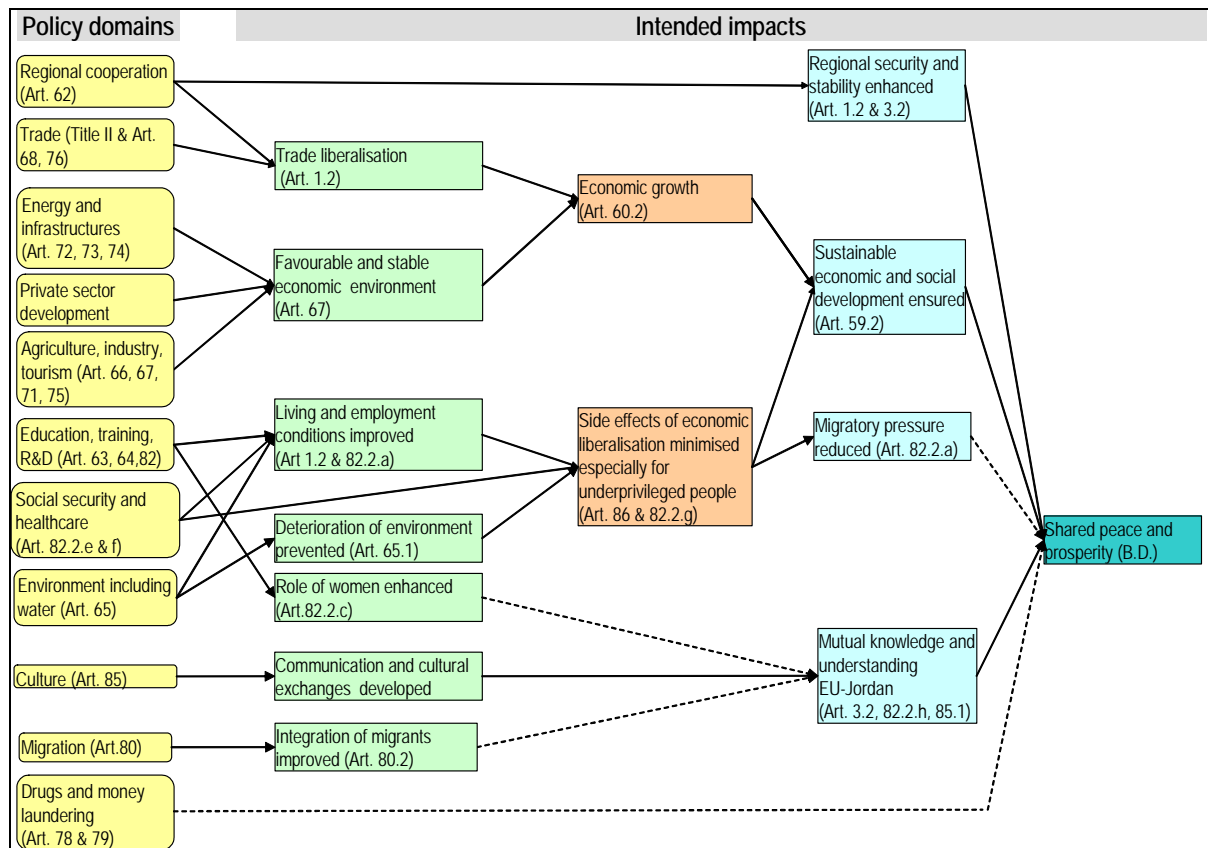 Policy domains
Intended impacts
Regional cooperation
(Art. 62)
Trade (Title II & Art.
68, 76)
Energy and
infrastructures
(Art. 72, 73, 74)
Private sector
development
Agriculture, industry,
tourism (Art. 66, 67,
71, 75)
Education, training,
R&D (Art. 63, 64,82)
Social security and
healthcare
(Art. 82.2.e & f)
Environment including
water (Art. 65)
Culture (Art. 85)
Migration (Art.80)
Drugs and money
laundering
(Art. 78 & 79)
Trade liberalisation
(Art. 1.2)
Favourable and stable
economic environment
(Art. 67)
Living and employment
conditions improved
(Art 1.2 & 82.2.a)
Deterioration of environment
prevented (Art. 65.1)
Role of women enhanced
(Art.82.2.c)
Communication and cultural
exchanges developed
Integration of migrants
improved (Art. 80.2)
Economic growth
(Art. 60.2)
Side effects of economic
liberalisation minimised
especially for
underprivileged people
(Art. 86 & 82.2.g)
Regional security and
stability enhanced
(Art. 1.2 & 3.2)
Sustainable
economic and social
development ensured
(Art. 59.2)
Migratory pressure
reduced (Art. 82.2.a)
Mutual knowledge and
understanding
EU-Jordan
(Art. 3.2, 82.2.h, 85.1)
Shared peace and
prosperity (B.D.)